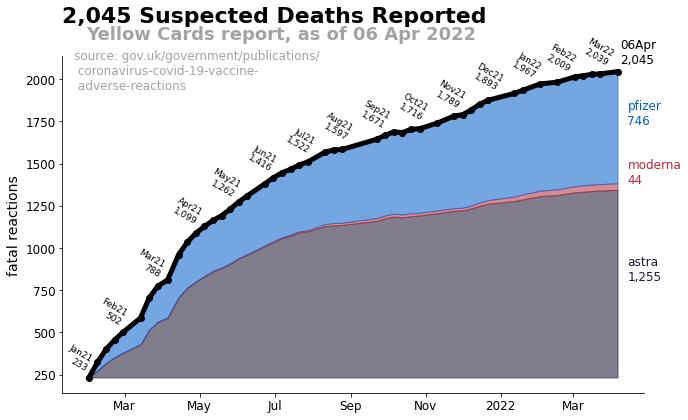 2,045 Suspected Deaths Reported
Yellow Cards report, as of 06 Apr 2022
source: gov.uk/government/publications/
coronavirus-covid-19-vaccine-
adverse-reactions
fatal reactions
2000
1750
1500
1250
1000
750
500
250
Jan21
233
Feb21
502
Mar21
788
Apr21
1,099
May21
1,262
Jun21
1,416
Jul21
1,522
Aug21
1,597
Sep21
1,671
Oct21
1,716
Nov21
1,789
Dec21
1,893
Jan22
1,967
Feb22
2,009
Mar22
2,039
06Apr
2,045
pfizer
746
moderna
44
astra
1,255
Mar
May
Jul
Sep
Nov
2022
Mar